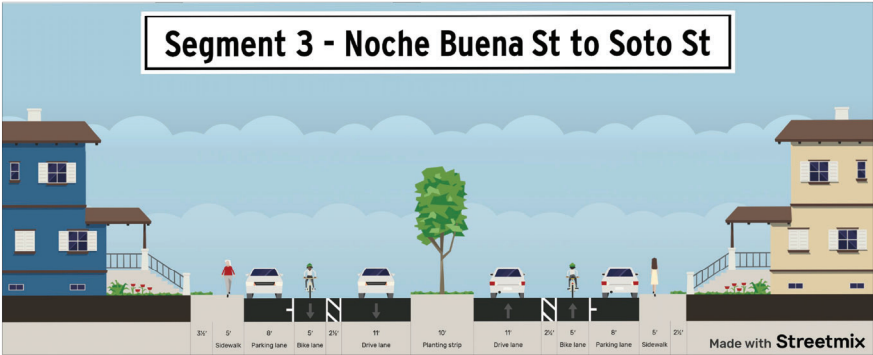 Segment 3 - Noche Buena St to Soto St
3½' 5' 8' 5' 2½' 11' 10' 11' 2½' 5' 8' 5' 2½'
Sidewalk Parking lane Bike lane Drive lane Planting strip Drive lane Bike lane Parking lane Sidewalk
Made with Streetmix